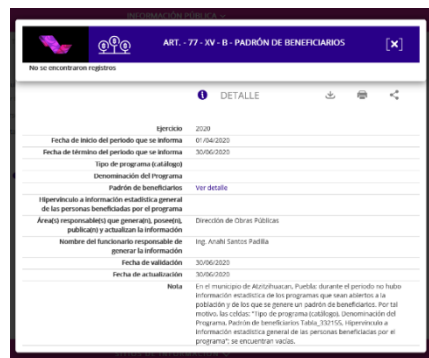 INFORMACIÓN PÚBLICA
ART. - 77 - XV - B - PADRÓN DE BENEFICIARIOS
[×]
No se encontraron registros
DETALLE
Ejercicio 2020
Fecha de inicio del periodo que se informa 01/04/2020
Fecha de término del periodo que se informa 30/06/2020
Tipo de programa (catálogo)
Denominación del Programa
Padrón de beneficiarios Ver detalle
Hipervínculo a información estadística general
de las personas beneficiadas por el programa
Área(s) responsable(s) que genera(n), posee(n), Dirección de Obras Públicas
publica(n) y actualizan la información
Nombre del funcionario responsable de Ing. Anahí Santos Padilla
generar la información
Fecha de validación 30/06/2020
Fecha de actualización 30/06/2020
Nota En el municipio de Atzitzihuacan, Puebla: durante el periodo no hubo
información estadística de los programas que sean abiertos a la
población y de los que se genere un padrón de beneficiarios. Por tal
motivo, las celdas: "Tipo de programa (catálogo), Denominación del
Programa, Padrón de beneficiarios Tabla_332155, Hipervínculo a
información estadística general de las personas beneficiadas por el
programa"; se encuentran vacías.